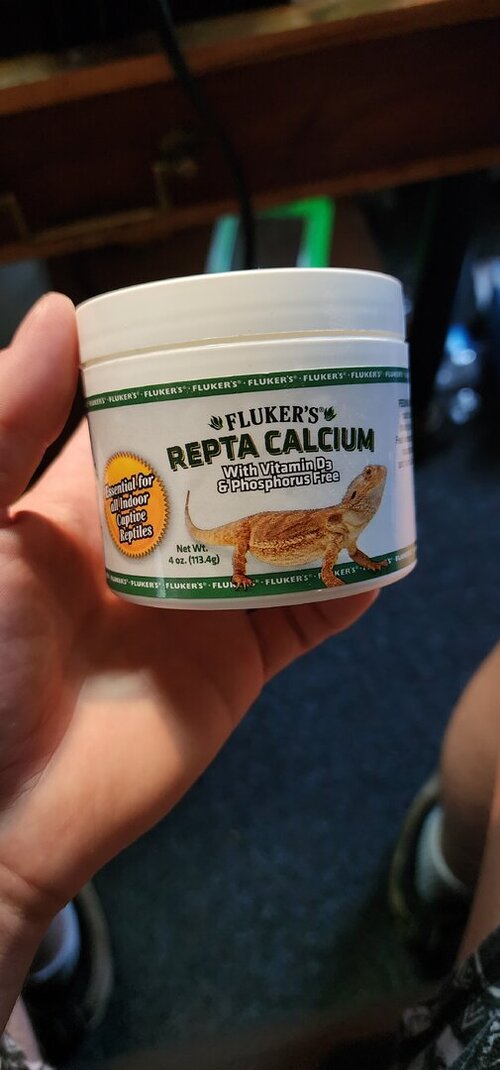 FLUKER'S® · FLUKER'S® · FLUKER'S® · FLUKER'S® · FLUKER'S®
FLUKER'S®
REPTA CALCIUM
With Vitamin D3
& Phosphorus Free
Essential for
all Indoor
Captive
Reptiles
Net Wt.
4 oz. (113.4g)
FLUKER'S® · FLUKER'S® · FLUKER'S®